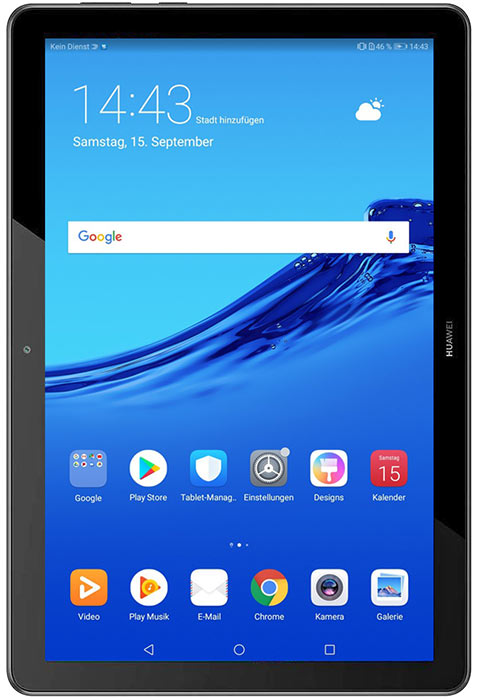 Kein Dienst
46 % 14:43
14:43 Stadt hinzufügen
Samstag, 15. September
Google
HUAWEI
Samstag
15
Google Play Store Tablet-Manag.. Einstellungen Designs Kalender
Video Play Musik E-Mail Chrome Kamera Galerie